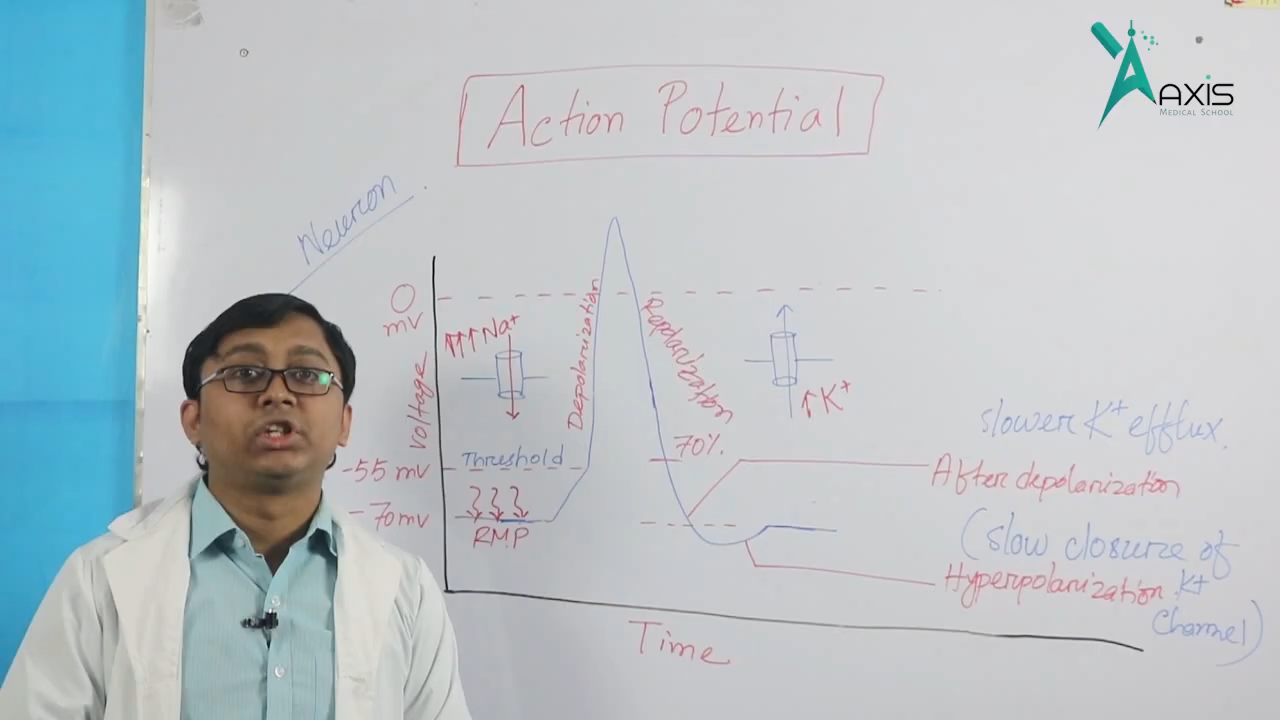 AXIS
MEDICAL SCHOOL
Action Potential
Neuron
0
mv
↑↑↑ Na+
Depolarization
Repolarization
↑K+
voltage
-55 mv
Threshold
70%.
slower K+ efflux.
After depolarization
-70mv
RMP
(slow closure of
K+
channel)
Hyperpolarization
Time